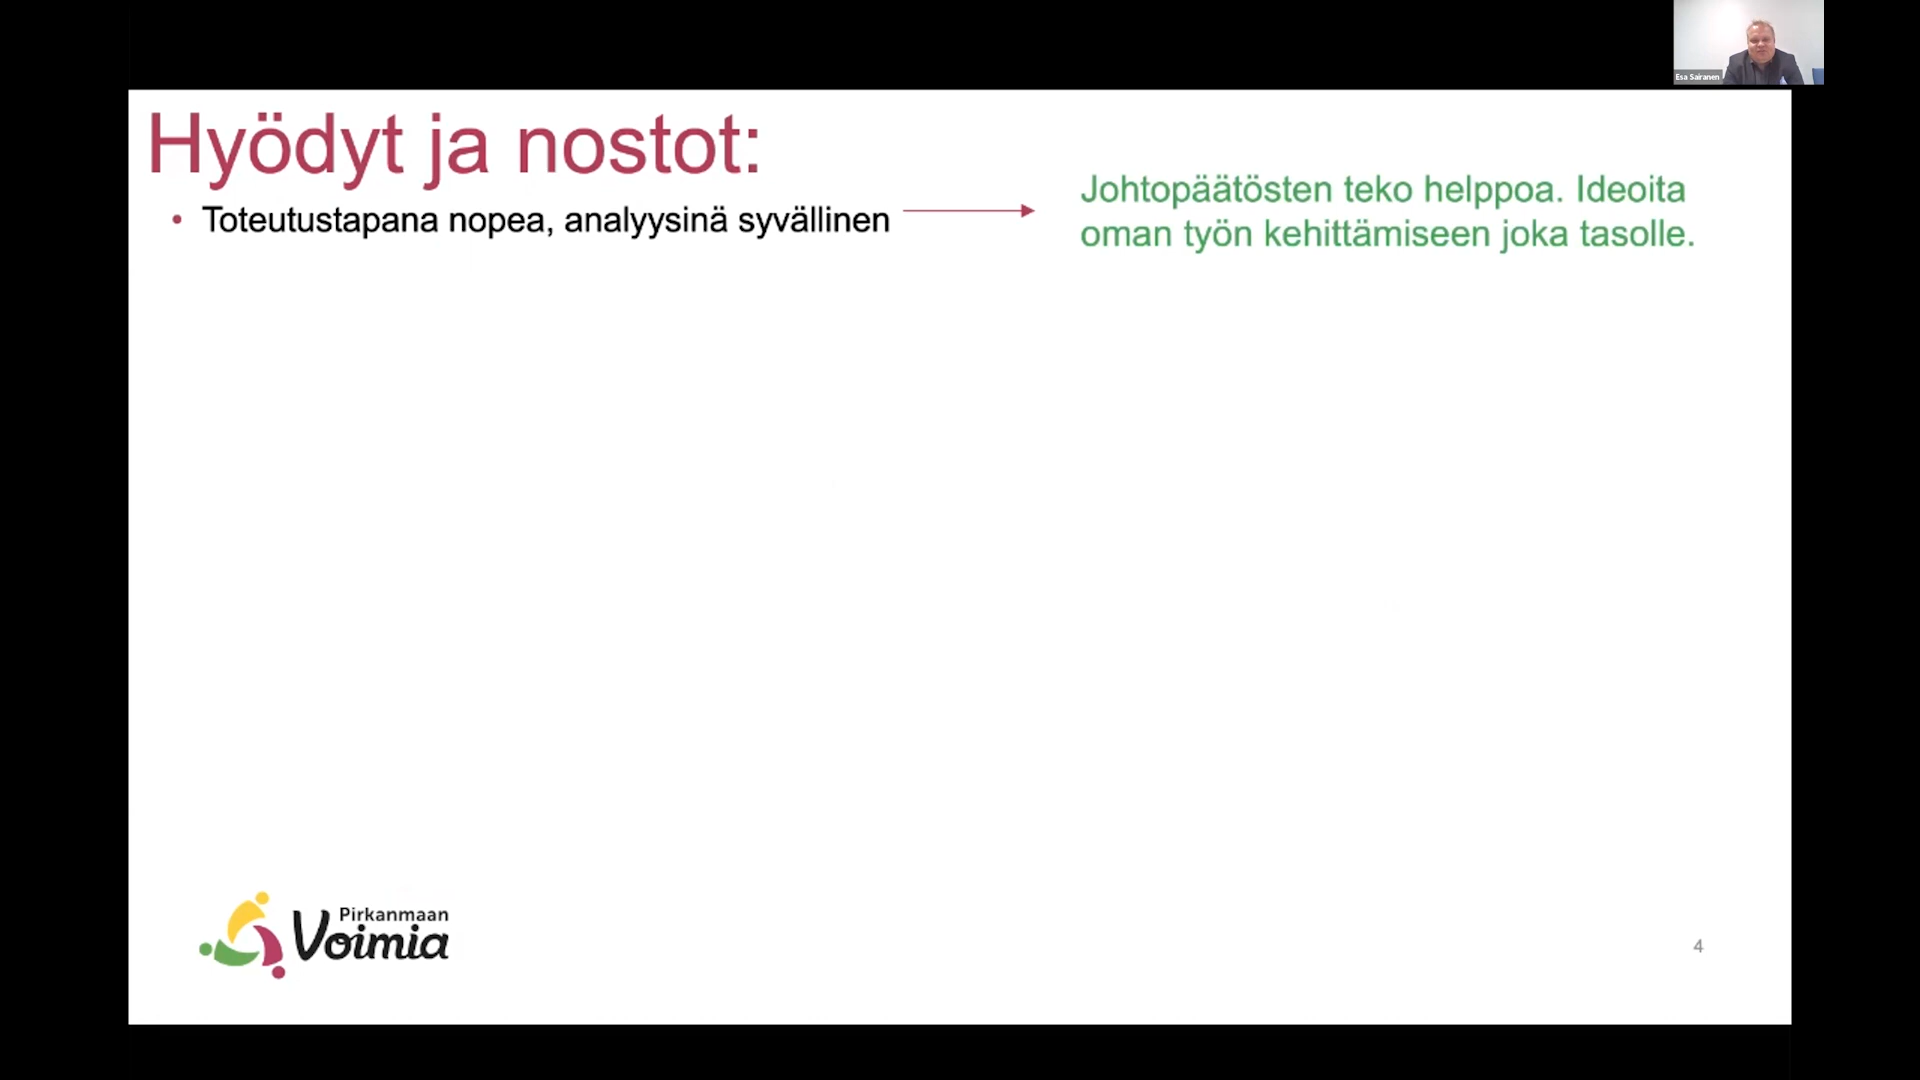 Esa Sairanen
Hyödyt ja nostot:
• Toteutustapana nopea, analyysinä syvällinen
Johtopäätösten teko helppoa. Ideoita
oman työn kehittämiseen joka tasolle.
Pirkanmaan
Voimia
4